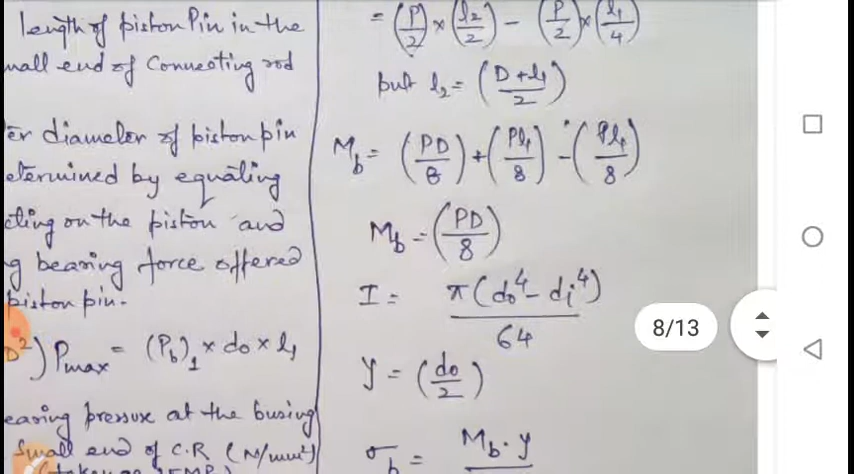 length of piston Pin in the
mall end of Connecting rod
er diameter of piston pin
etermined by equating
cting on the piston and
g bearing force offered
piston pin.
D²) Pmax = (Pb)₁ × do × l₁
earing pressure at the busing
Small end of C.R (N/mm²)
= (P/2) × (l₂/2) - (P/2) × (l₁/4)
but l₂ = (D + l₁ / 2)
Mb = (PD/8) + (Pl₁/8) - (Pl₁/8)
Mb = (PD/8)
I = π(do⁴ - di⁴) / 64
y = (do/2)
σb = Mb · y
8/13